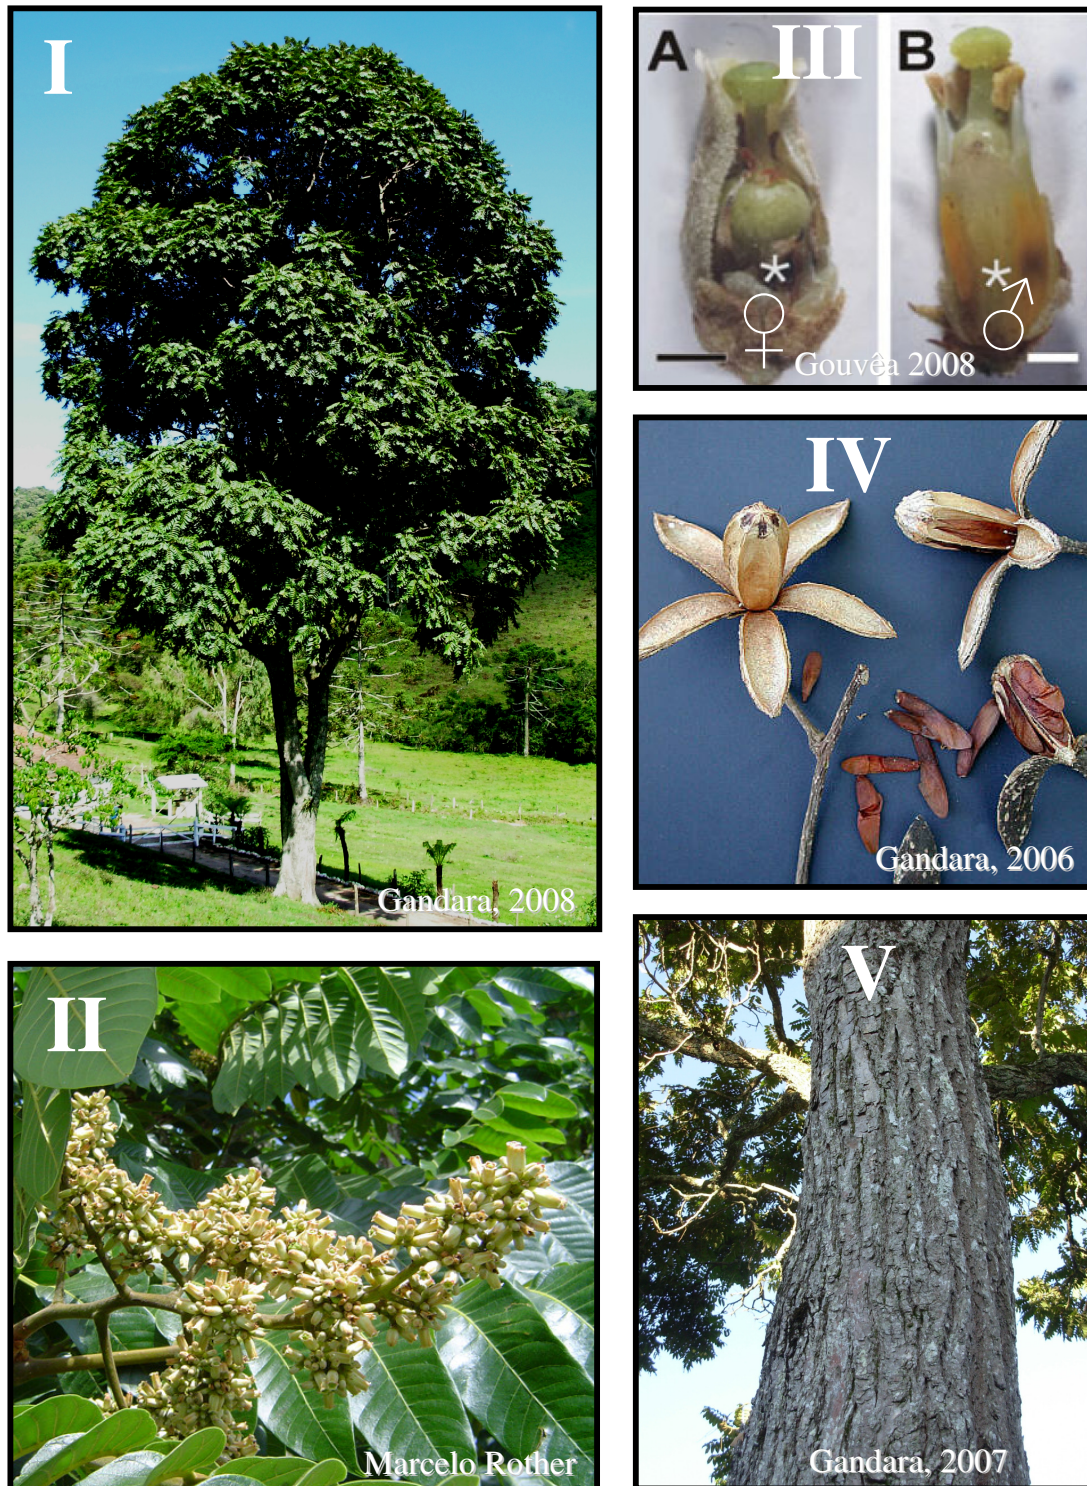 I
Gandara, 2008
II
Marcelo Rother
A
III
B
*
♀
*
♂
Gouvêa 2008
IV
Gandara, 2006
V
Gandara, 2007